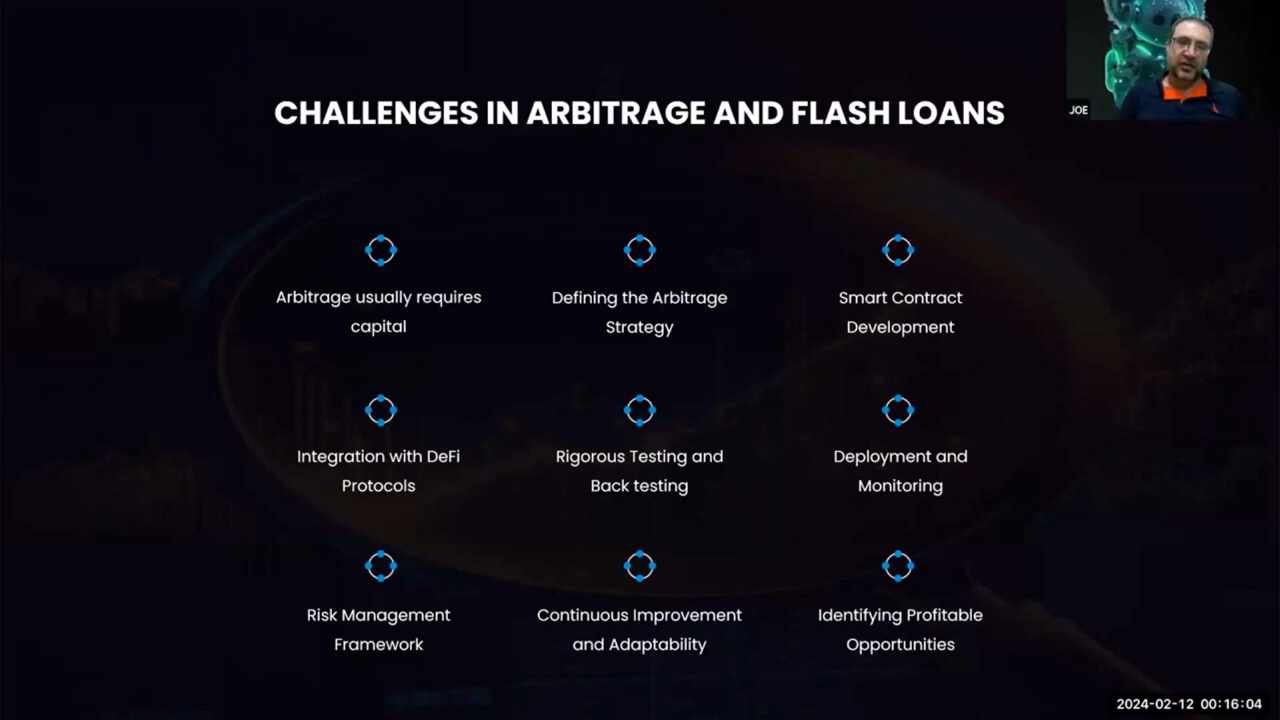 CHALLENGES IN ARBITRAGE AND FLASH LOANS
JOE
Arbitrage usually requires
capital
Defining the Arbitrage
Strategy
Smart Contract
Development
Integration with DeFi
Protocols
Rigorous Testing and
Back testing
Deployment and
Monitoring
Risk Management
Framework
Continuous Improvement
and Adaptability
Identifying Profitable
Opportunities
2024-02-12 00:16:04